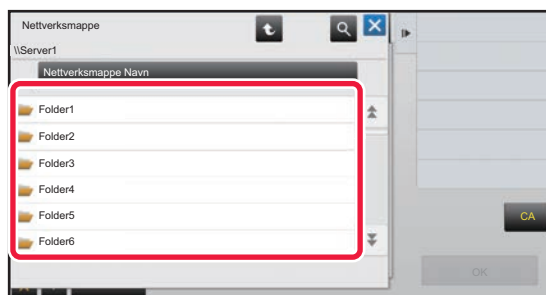 Nettverksmappe
\\Server1
Nettverksmappe Navn
Folder1
Folder2
Folder3
Folder4
Folder5
Folder6
CA
OK